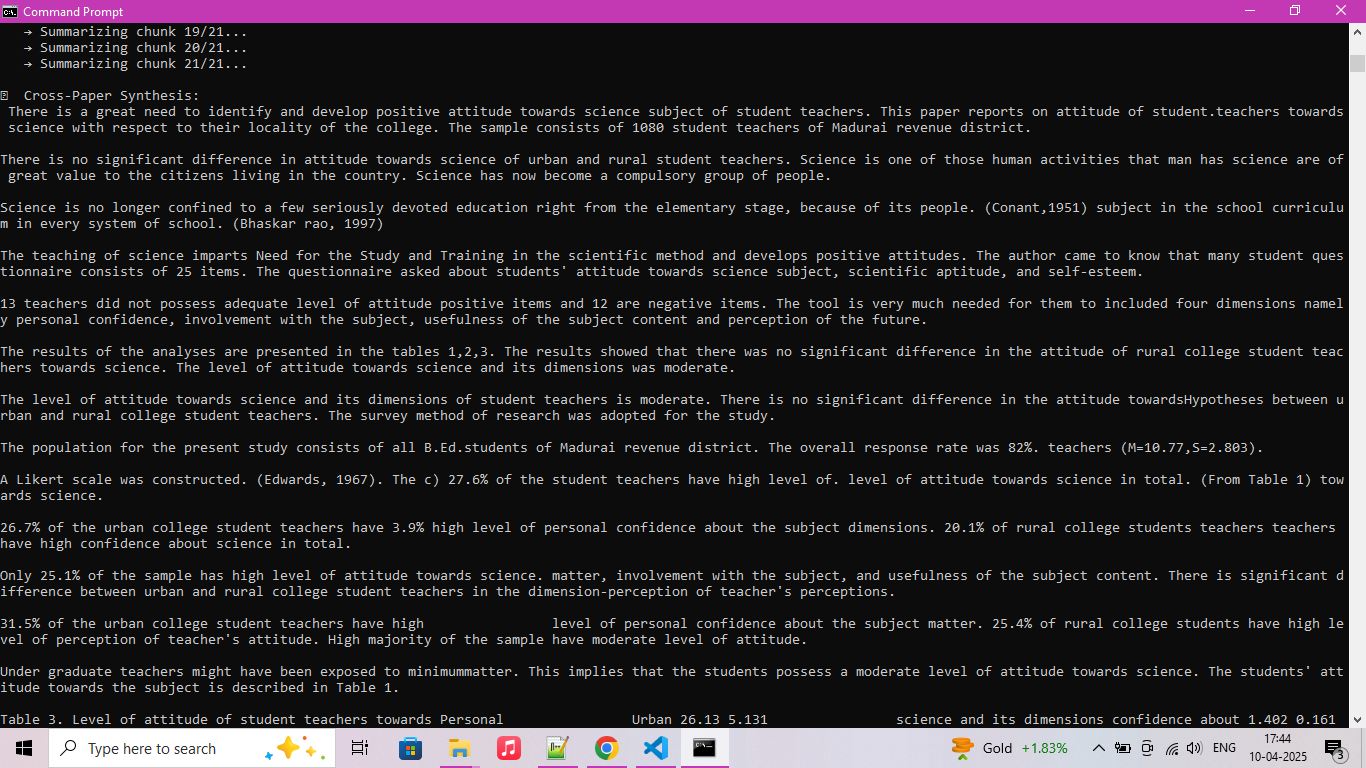 Command Prompt
→ Summarizing chunk 19/21...
→ Summarizing chunk 20/21...
→ Summarizing chunk 21/21...
Cross-Paper Synthesis:
There is a great need to identify and develop positive attitude towards science subject of student teachers. This paper reports on attitude of student.teachers towards
science with respect to their locality of the college. The sample consists of 1080 student teachers of Madurai revenue district.
There is no significant difference in attitude towards science of urban and rural student teachers. Science is one of those human activities that man has science are of
great value to the citizens living in the country. Science has now become a compulsory group of people.
Science is no longer confined to a few seriously devoted education right from the elementary stage, because of its people. (Conant,1951) subject in the school curriculu
m in every system of school. (Bhaskar rao, 1997)
The teaching of science imparts Need for the Study and Training in the scientific method and develops positive attitudes. The author came to know that many student ques
tionnaire consists of 25 items. The questionnaire asked about students' attitude towards science subject, scientific aptitude, and self-esteem.
13 teachers did not possess adequate level of attitude positive items and 12 are negative items. The tool is very much needed for them to included four dimensions namel
y personal confidence, involvement with the subject, usefulness of the subject content and perception of the future.
The results of the analyses are presented in the tables 1,2,3. The results showed that there was no significant difference in the attitude of rural college student teac
hers towards science. The level of attitude towards science and its dimensions was moderate.
The level of attitude towards science and its dimensions of student teachers is moderate. There is no significant difference in the attitude towardsHypotheses between u
rban and rural college student teachers. The survey method of research was adopted for the study.
The population for the present study consists of all B.Ed.students of Madurai revenue district. The overall response rate was 82%. teachers (M=10.77,S=2.803).
A Likert scale was constructed. (Edwards, 1967). The c) 27.6% of the student teachers have high level of. level of attitude towards science in total. (From Table 1) tow
ards science.
26.7% of the urban college student teachers have 3.9% high level of personal confidence about the subject dimensions. 20.1% of rural college students teachers teachers
have high confidence about science in total.
Only 25.1% of the sample has high level of attitude towards science. matter, involvement with the subject, and usefulness of the subject content. There is significant d
ifference between urban and rural college student teachers in the dimension-perception of teacher's perceptions.
31.5% of the urban college student teachers have high level of personal confidence about the subject matter. 25.4% of rural college students have high le
vel of perception of teacher's attitude. High majority of the sample have moderate level of attitude.
Under graduate teachers might have been exposed to minimummatter. This implies that the students possess a moderate level of attitude towards science. The students' att
itude towards the subject is described in Table 1.
Table 3. Level of attitude of student teachers towards Personal Urban 26.13 5.131 science and its dimensions confidence about 1.402 0.161
Type here to search
Gold +1.83%
ENG
17:44
10-04-2025
3